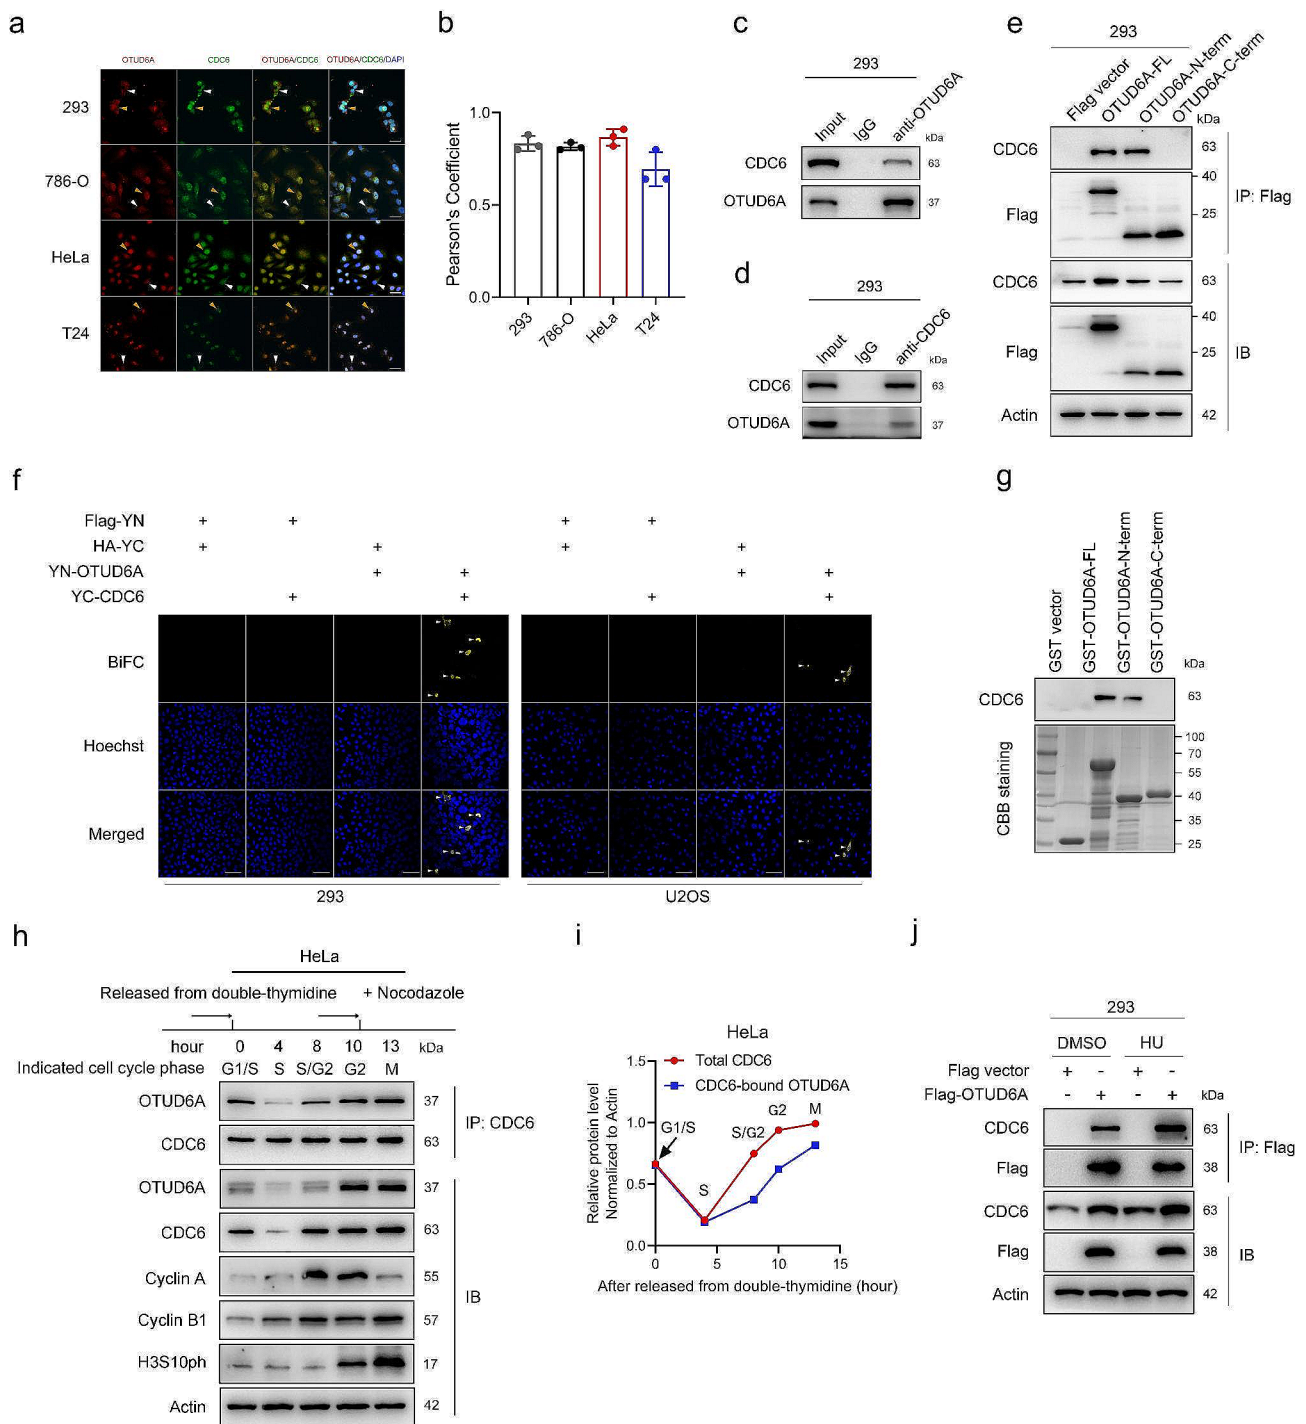 a
OTUD6A CDC6 OTUD6A/CDC6 OTUD6A/CDC6/DAPI
293
786-O
HeLa
T24
b
Pearson's Coefficient
1.0
0.5
0.0
293 786-O HeLa T24
c
293
Input IgG anti-OTUD6A
kDa
CDC6 63
OTUD6A 37
d
293
Input IgG anti-CDC6
kDa
CDC6 63
OTUD6A 37
e
293
Flag vector OTUD6A-FL OTUD6A-N-term OTUD6A-C-term
kDa
CDC6 63
40
Flag 25
IP: Flag
CDC6 63
40
Flag 25
IB
Actin 42
f
Flag-YN + + + +
HA-YC + + + +
YN-OTUD6A + + + +
YC-CDC6 + + + +
BiFC
Hoechst
Merged
293 U2OS
g
GST vector GST-OTUD6A-FL GST-OTUD6A-N-term GST-OTUD6A-C-term
kDa
CDC6 63
CBB staining
100
70
55
40
35
25
h
HeLa
Released from double-thymidine + Nocodazole
hour 0 4 8 10 13 kDa
Indicated cell cycle phase G1/S S S/G2 G2 M
OTUD6A 37
CDC6 63
IP: CDC6
OTUD6A 37
CDC6 63
Cyclin A 55
Cyclin B1 57
H3S10ph 17
Actin 42
IB
i
HeLa
Total CDC6
CDC6-bound OTUD6A
Relative protein level
Normalized to Actin
1.5
1.0
0.5
0.0
G1/S S S/G2 G2 M
0 5 10 15
After released from double-thymidine (hour)
j
293
DMSO HU
Flag vector + - + -
Flag-OTUD6A - + - + kDa
CDC6 63
Flag 38
IP: Flag
CDC6 63
Flag 38
Actin 42
IB